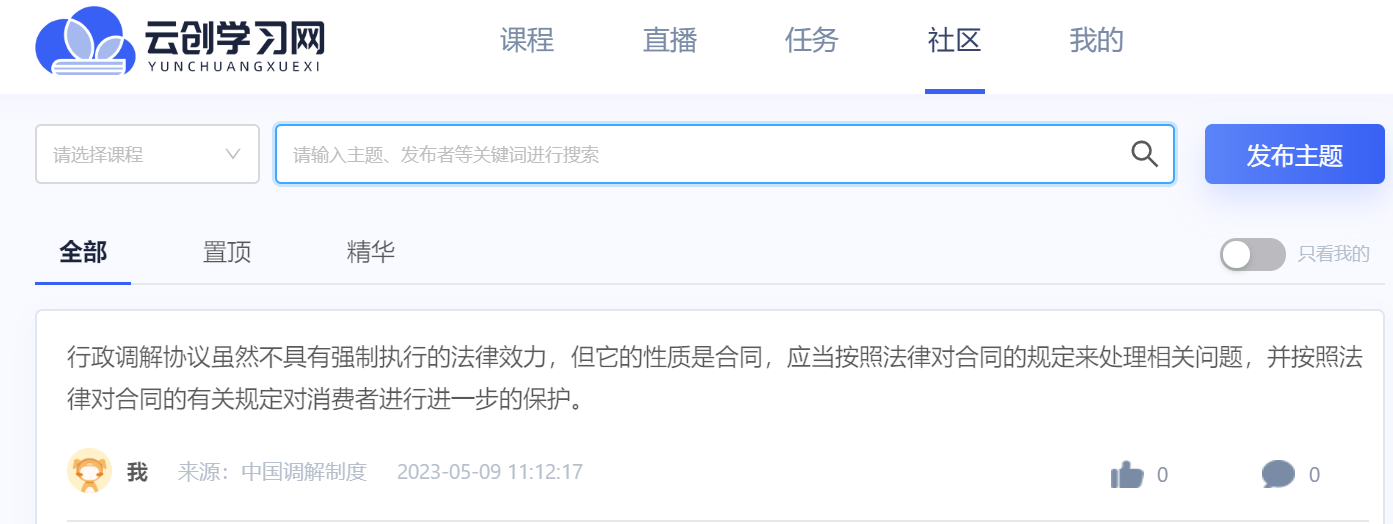 云创学习网
YUNCHUANGXUEXI
课程 直播 任务 社区 我的
请选择课程 请输入主题、发布者等关键词进行搜索 发布主题
全部 置顶 精华 只看我的
行政调解协议虽然不具有强制执行的法律效力，但它的性质是合同，应当按照法律对合同的规定来处理相关问题，并按照法
律对合同的有关规定对消费者进行进一步的保护。
我 来源：中国调解制度 2023-05-09 11:12:17 0 0